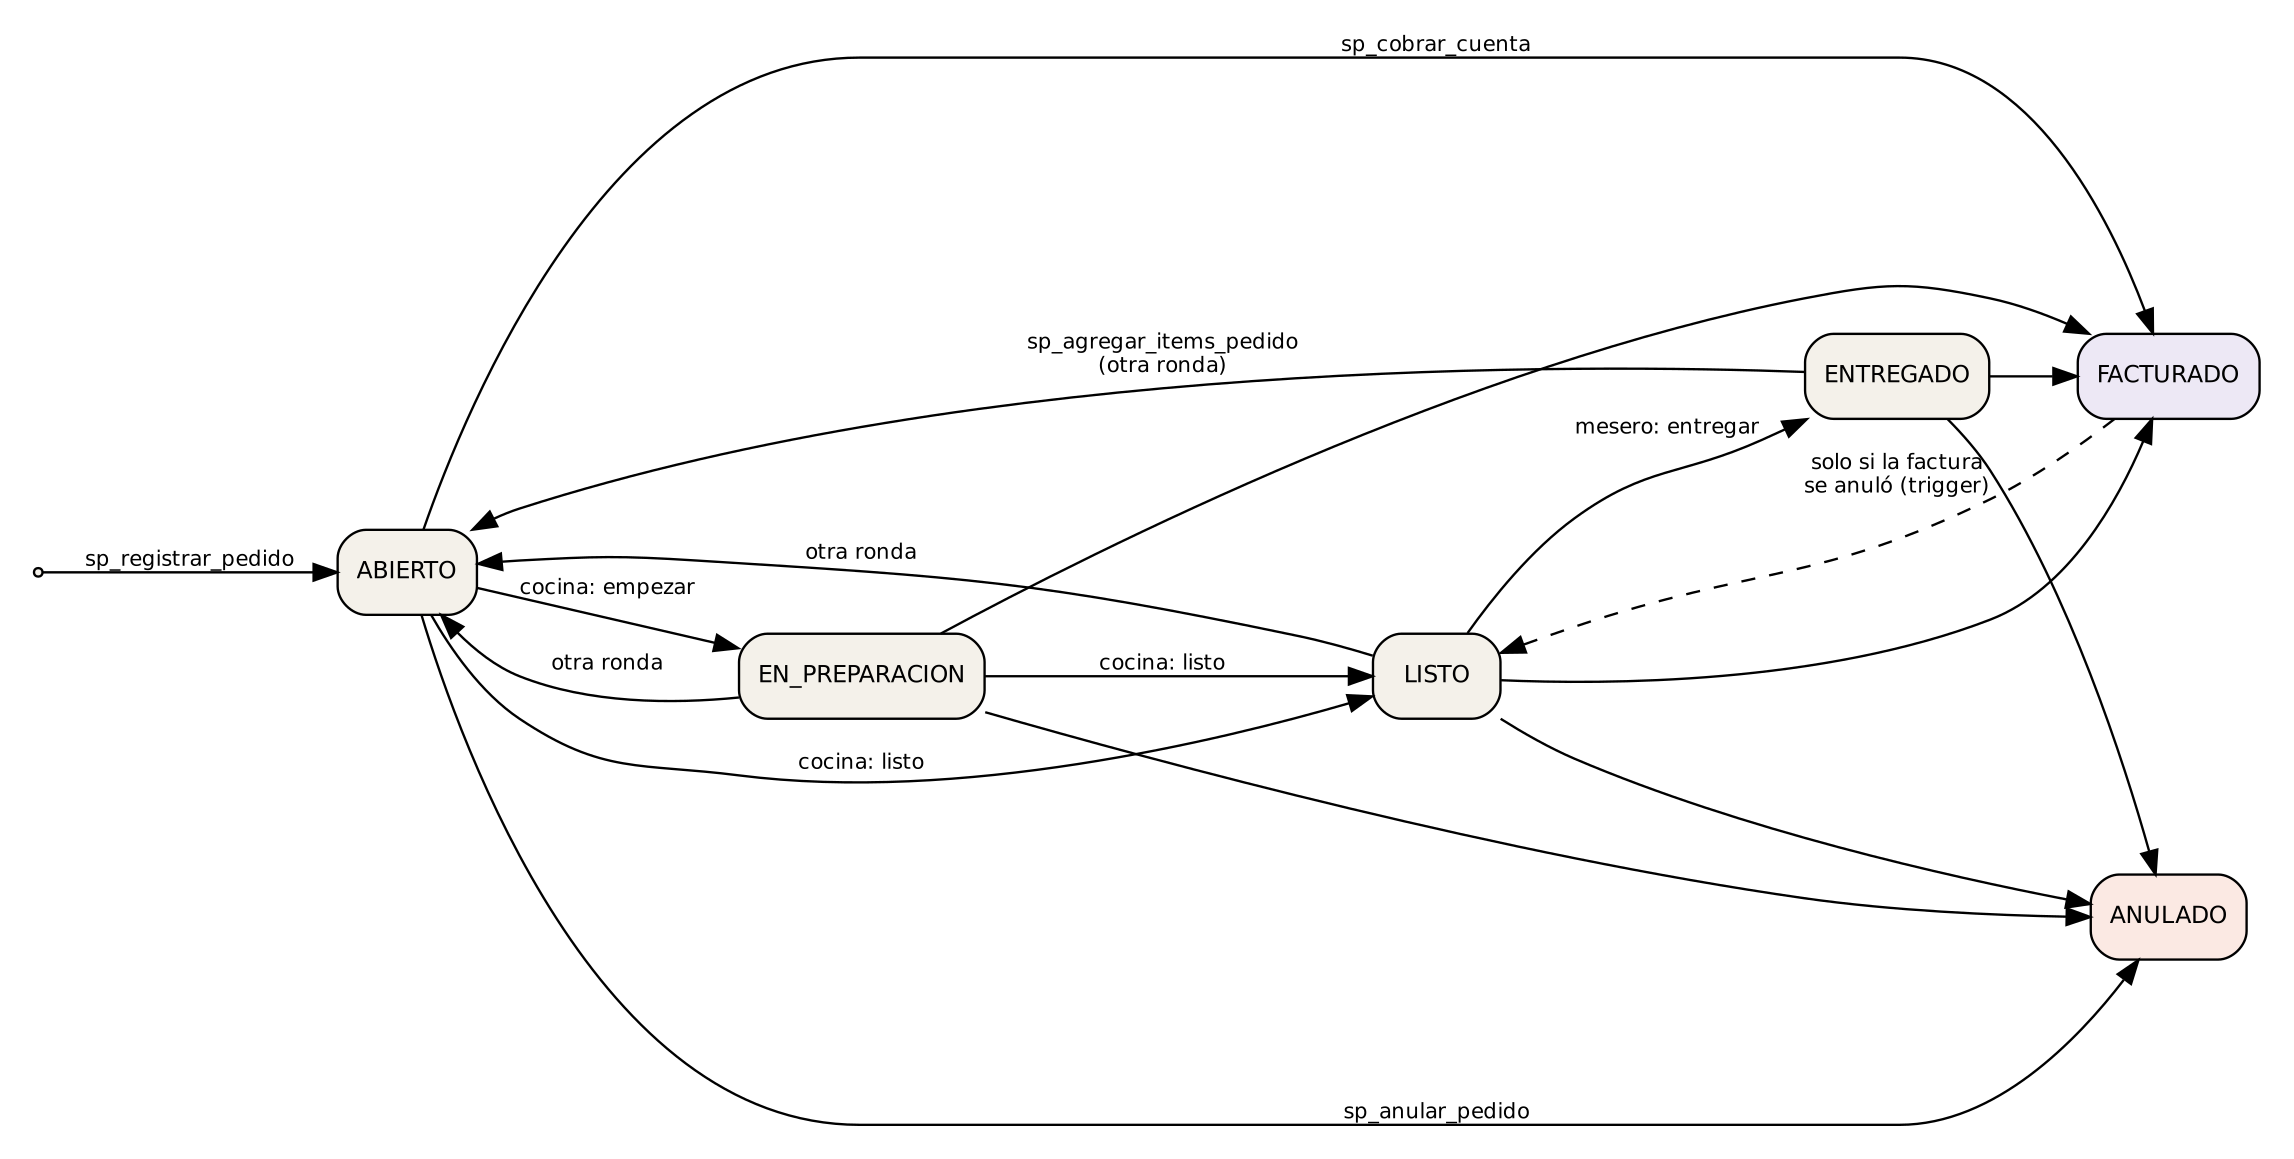 sp_cobrar_cuenta
sp_agregar_items_pedido
(otra ronda)
ENTREGADO
FACTURADO
mesero: entregar
solo si la factura
se anuló (trigger)
sp_registrar_pedido
ABIERTO
otra ronda
cocina: empezar
otra ronda
EN_PREPARACION
cocina: listo
LISTO
cocina: listo
ANULADO
sp_anular_pedido